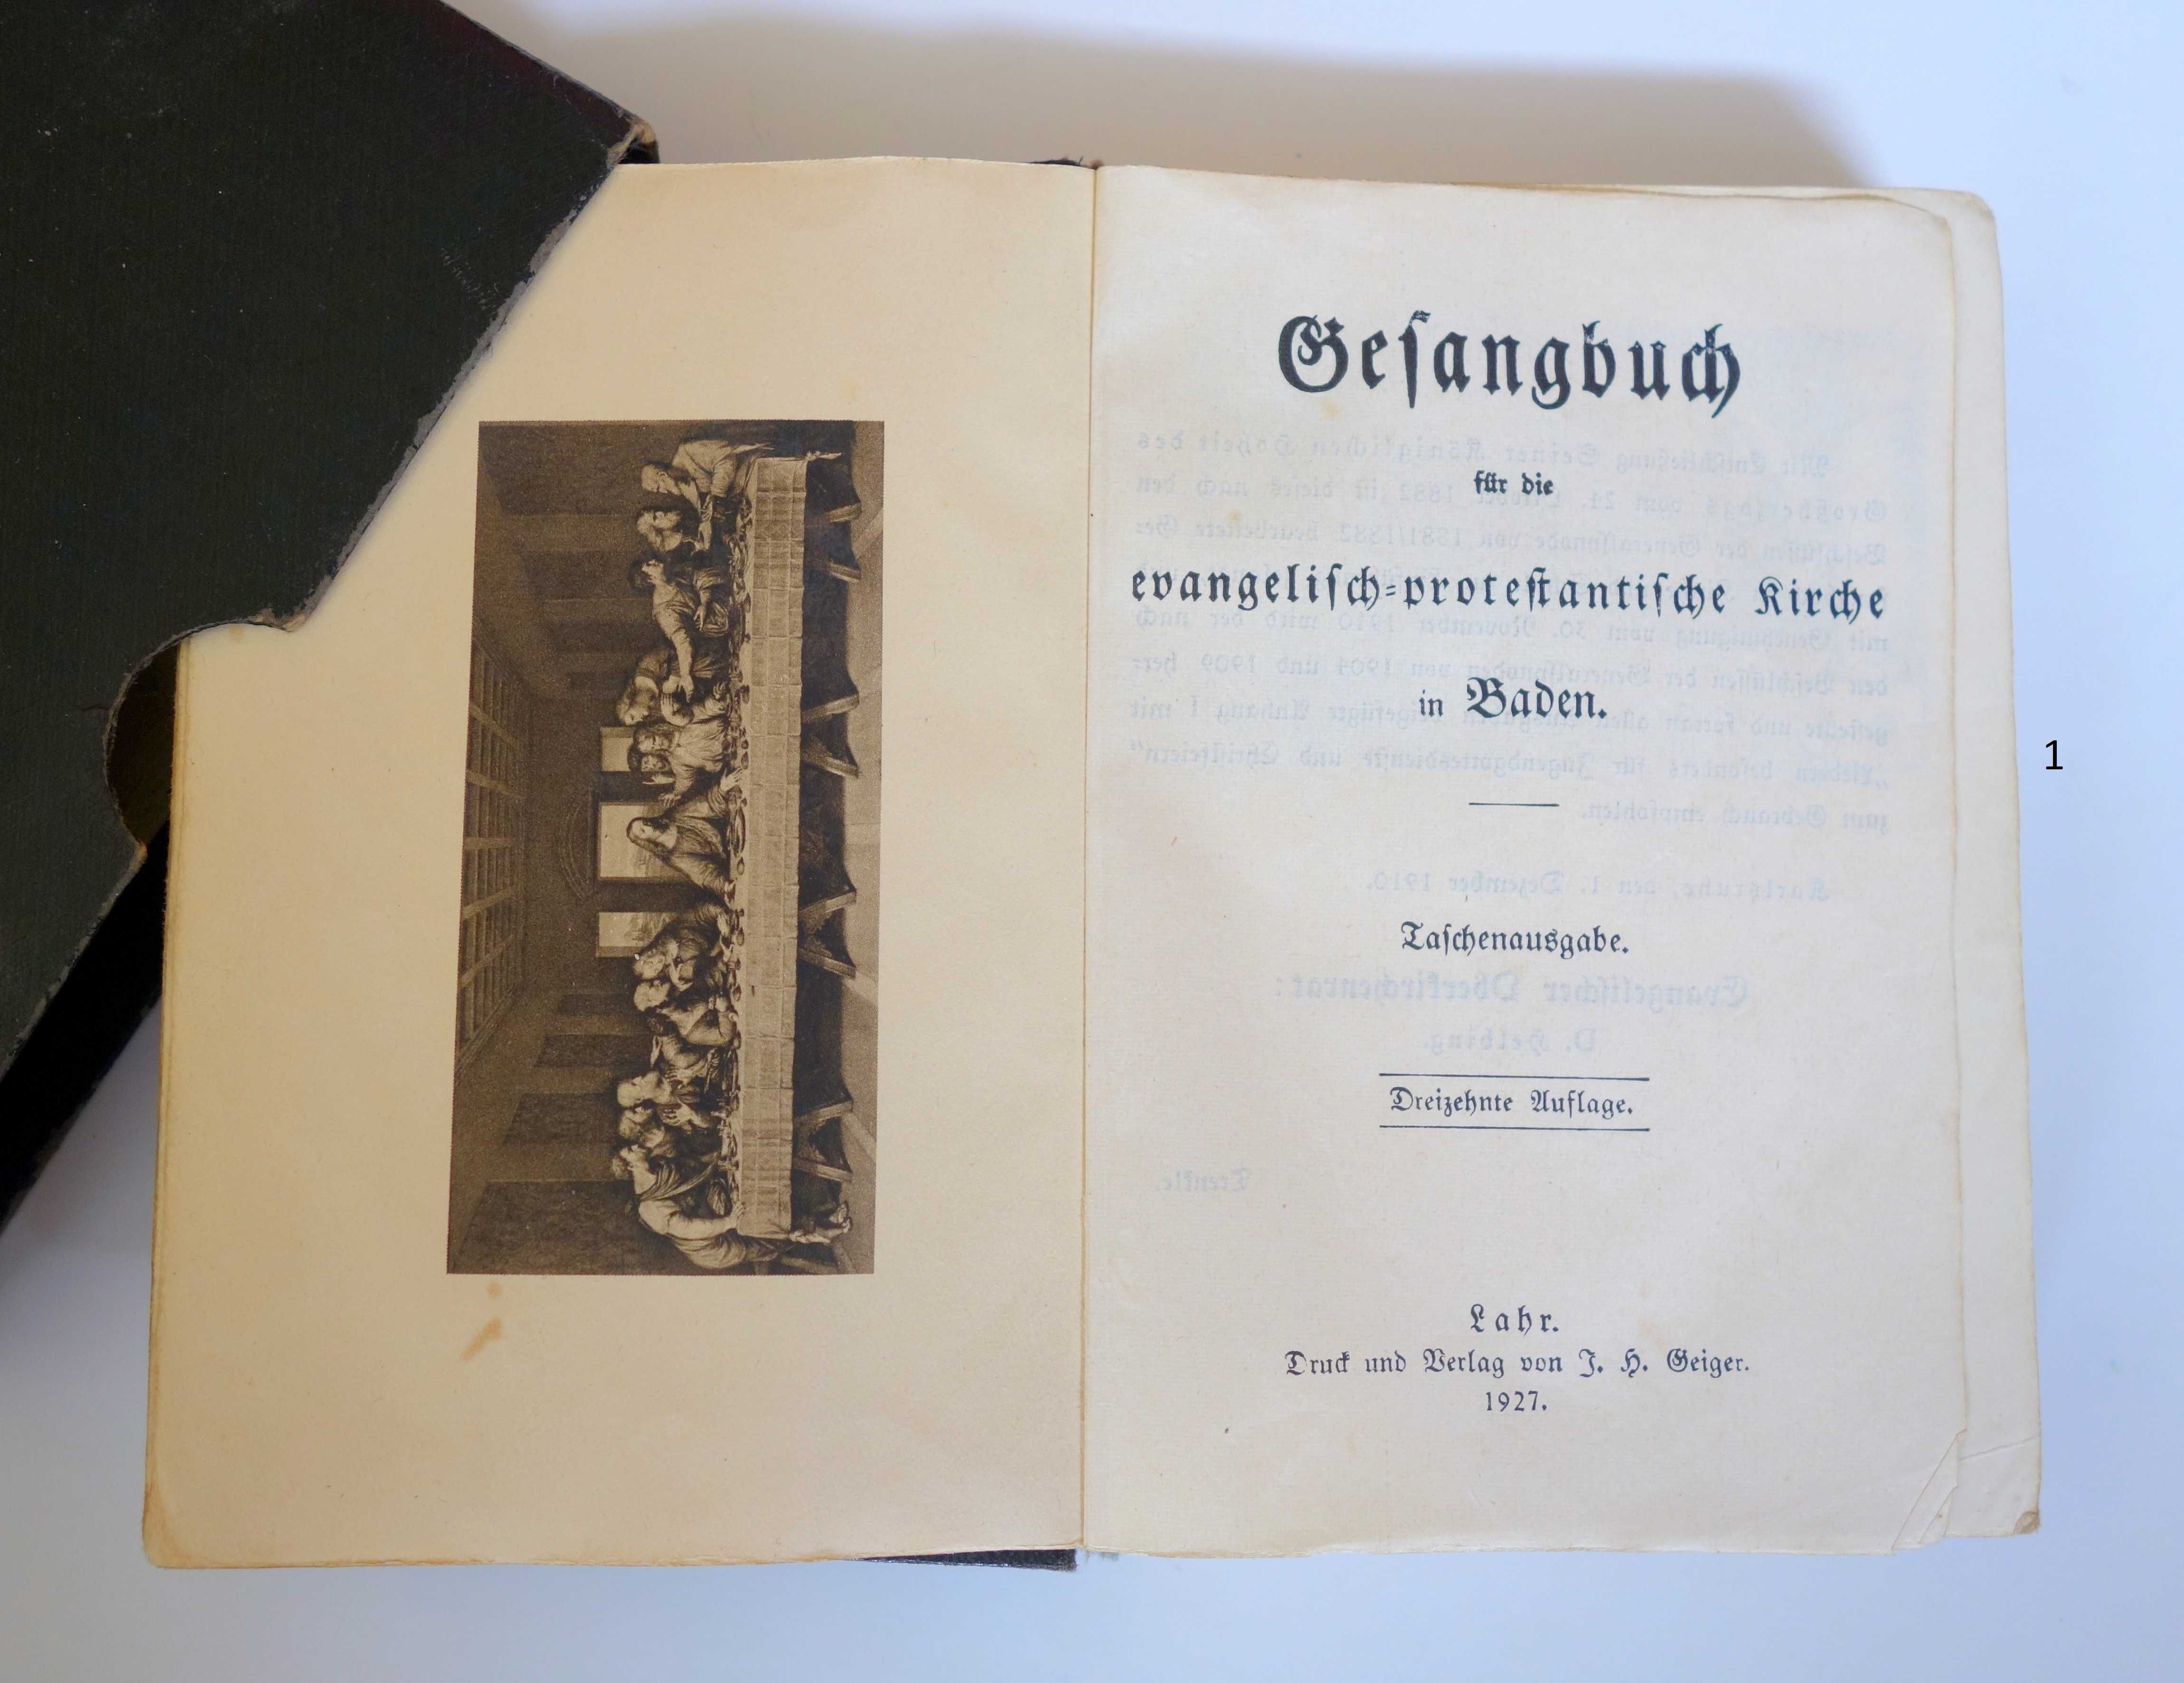 Gesangbuch
für die
evangelisch-protestantische Kirche
in Baden.
Taschenausgabe.
Dreizehnte Auflage.
Lahr.
Druck und Verlag von J. H. Geiger.
1927.
1